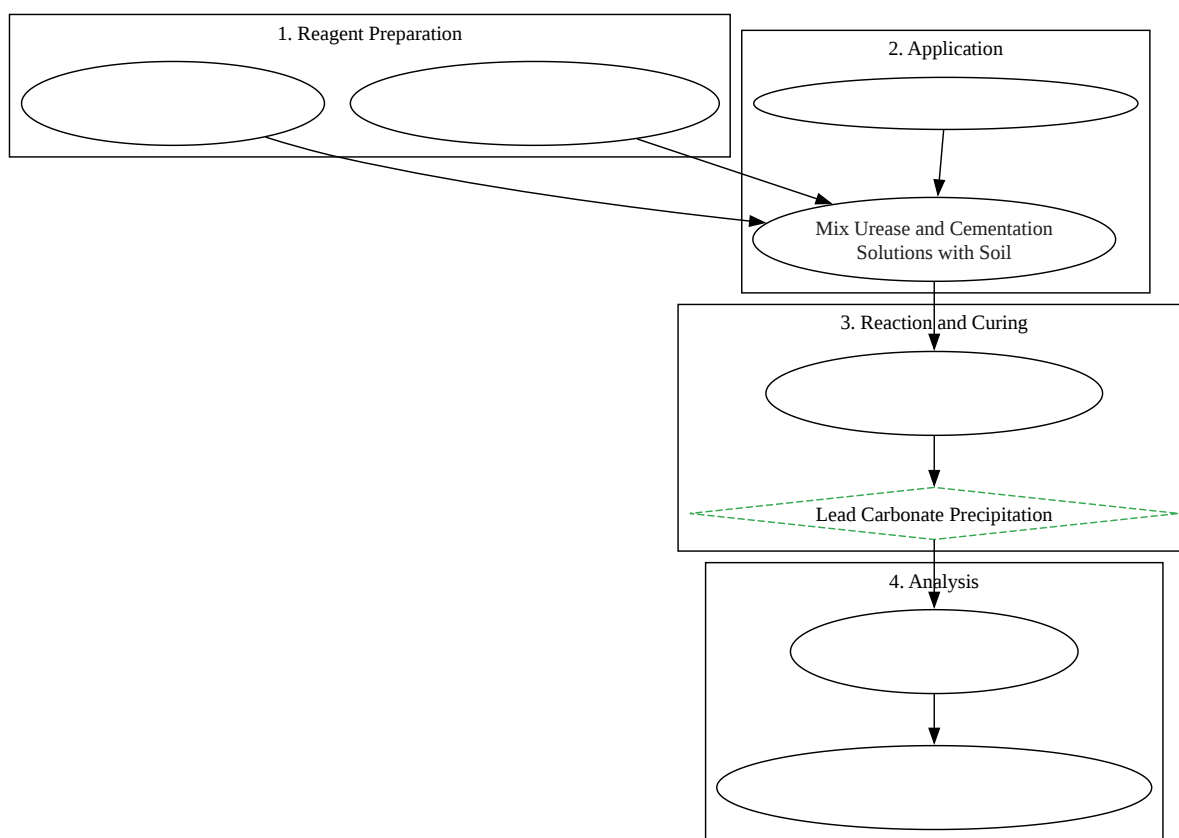 1. Reagent Preparation
2. Application
Mix Urease and Cementation
Solutions with Soil
3. Reaction and Curing
Lead Carbonate Precipitation
4. Analysis